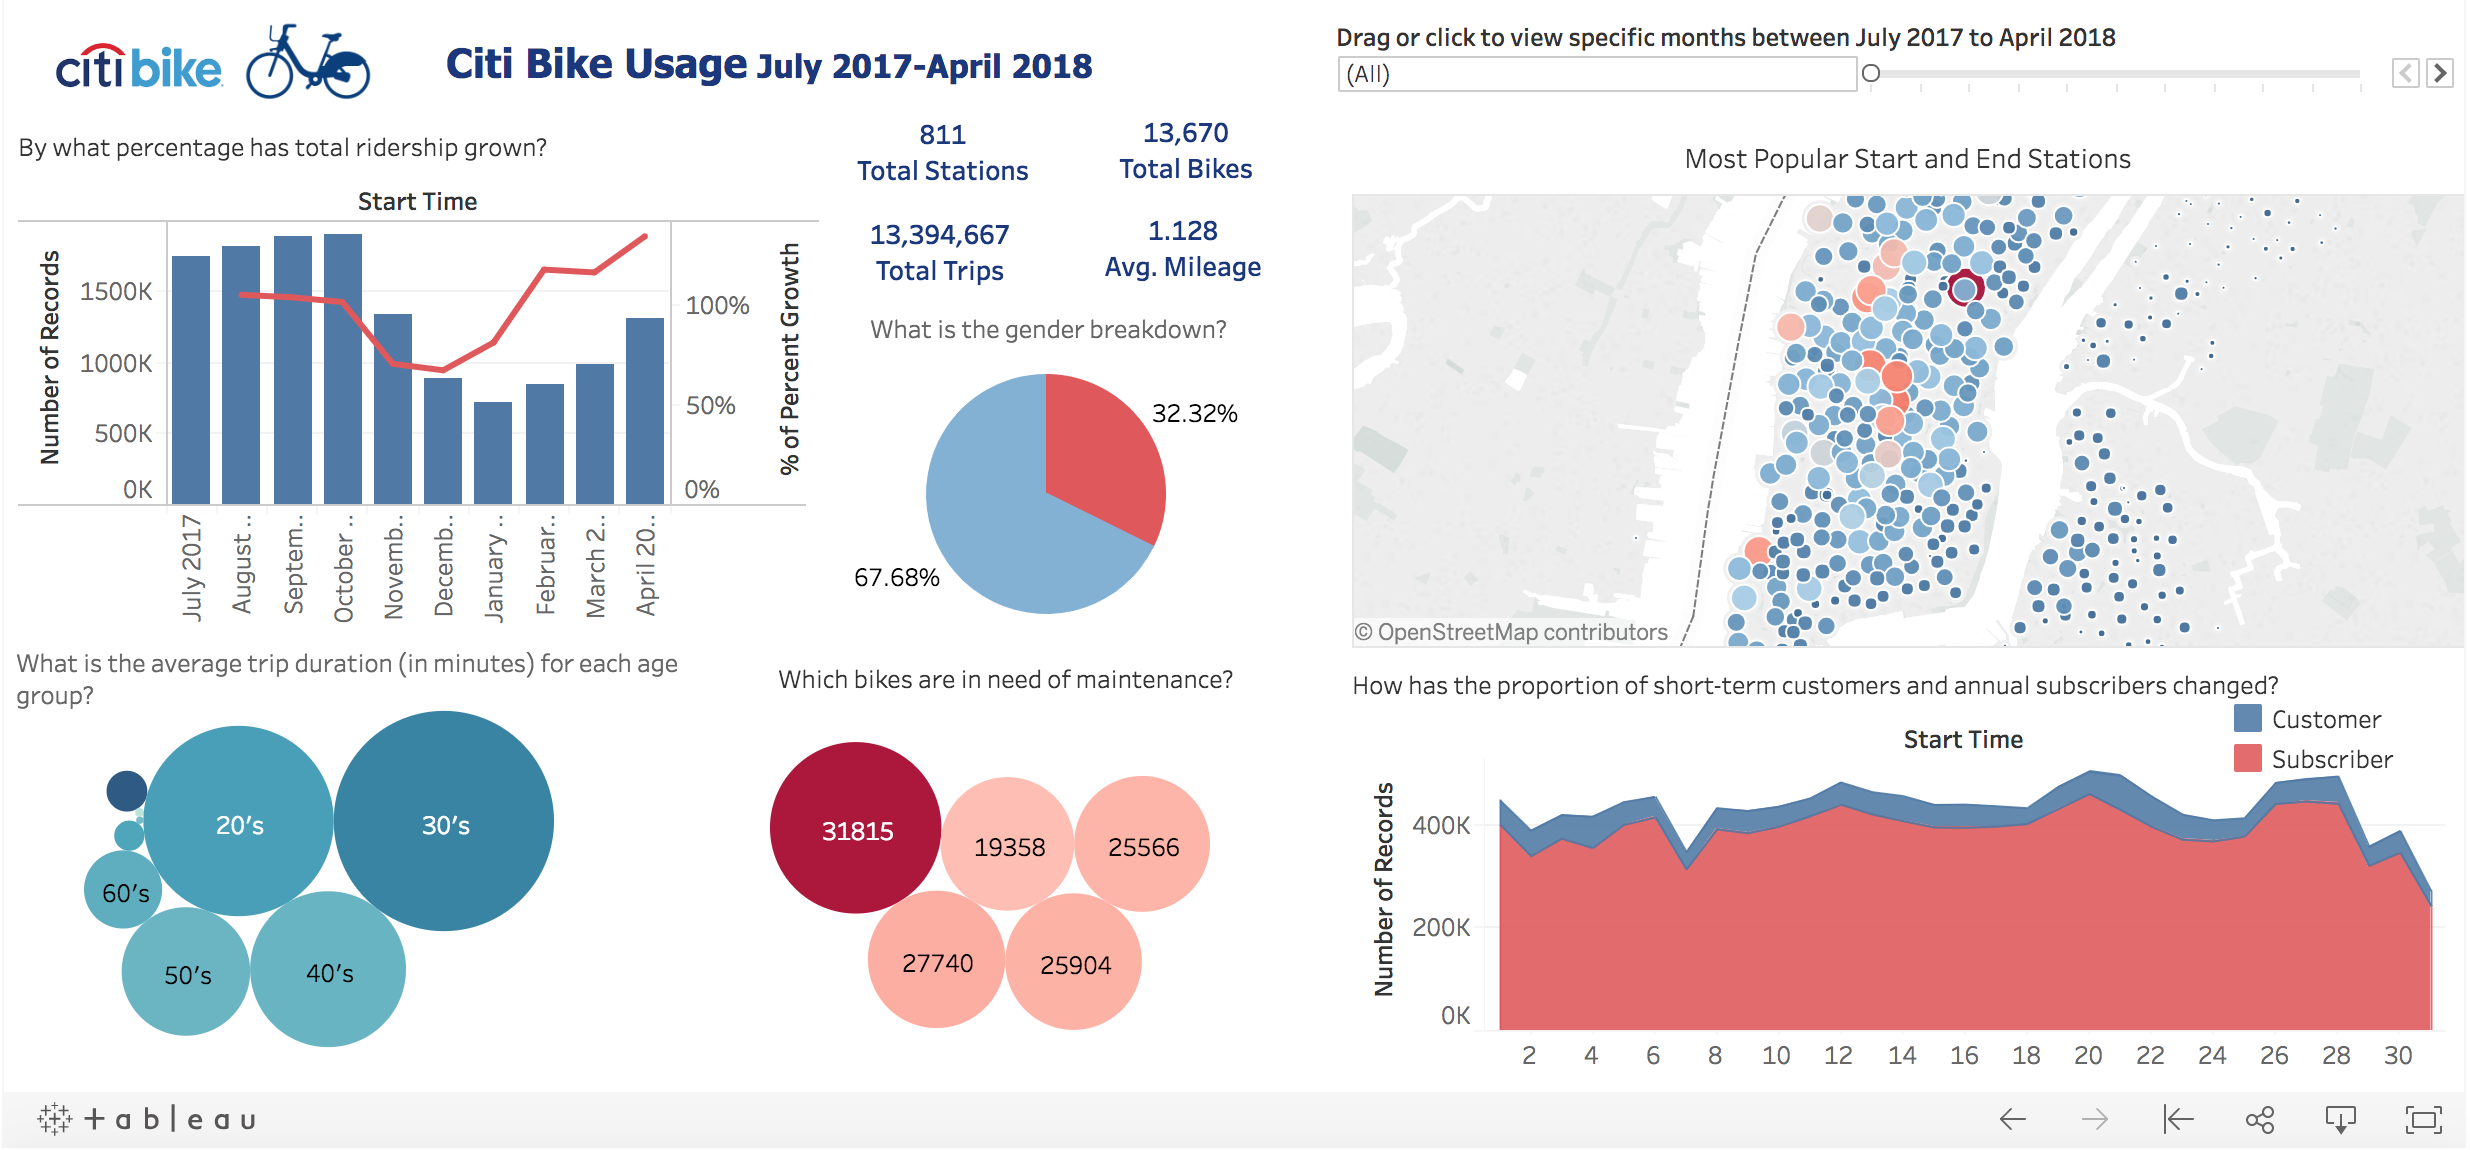 citi bike
Citi Bike Usage July 2017-April 2018
Drag or click to view specific months between July 2017 to April 2018
(All)
By what percentage has total ridership grown?
Start Time
Number of Records
1500K
1000K
500K
0K
100%
50%
0%
% of Percent Growth
July 2017
August ..
Septem..
October ..
Novemb..
Decemb..
January ..
Februar..
March 2..
April 20..
811
Total Stations
13,670
Total Bikes
13,394,667
Total Trips
1.128
Avg. Mileage
What is the gender breakdown?
32.32%
67.68%
Most Popular Start and End Stations
© OpenStreetMap contributors
What is the average trip duration (in minutes) for each age
group?
20's
30's
60's
50's
40's
Which bikes are in need of maintenance?
31815
19358
25566
27740
25904
How has the proportion of short-term customers and annual subscribers changed?
Customer
Subscriber
Start Time
Number of Records
400K
200K
0K
2 4 6 8 10 12 14 16 18 20 22 24 26 28 30
+ableau